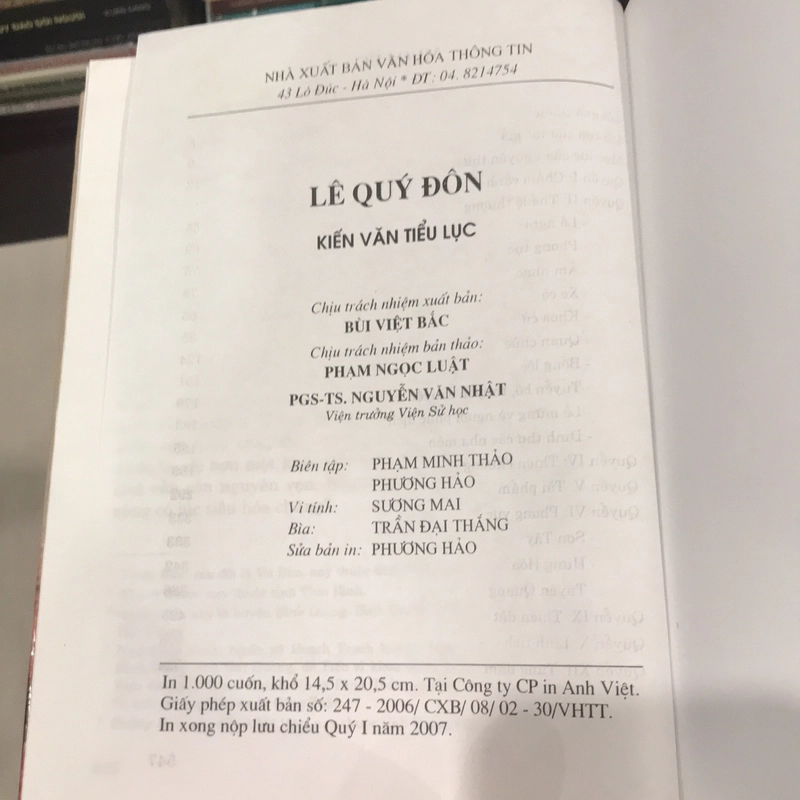 NHÀ XUẤT BẢN VĂN HÓA THÔNG TIN
43 Lò Đúc - Hà Nội * ĐT: 04. 8214754
LÊ QUÝ ĐÔN
KIẾN VĂN TIỂU LỤC
Chịu trách nhiệm xuất bản:
BÙI VIỆT BẮC
Chịu trách nhiệm bản thảo:
PHẠM NGỌC LUẬT
PGS-TS. NGUYỄN VĂN NHẬT
Viện trưởng Viện Sử học
Biên tập: PHẠM MINH THẢO
PHƯƠNG HẢO
Vi tính: SƯƠNG MAI
Bìa: TRẦN ĐẠI THẮNG
Sửa bản in: PHƯƠNG HẢO
In 1.000 cuốn, khổ 14,5 x 20,5 cm. Tại Công ty CP in Anh Việt.
Giấy phép xuất bản số: 247 - 2006/ CXB/ 08/ 02 - 30/VHTT.
In xong nộp lưu chiểu Quý I năm 2007.